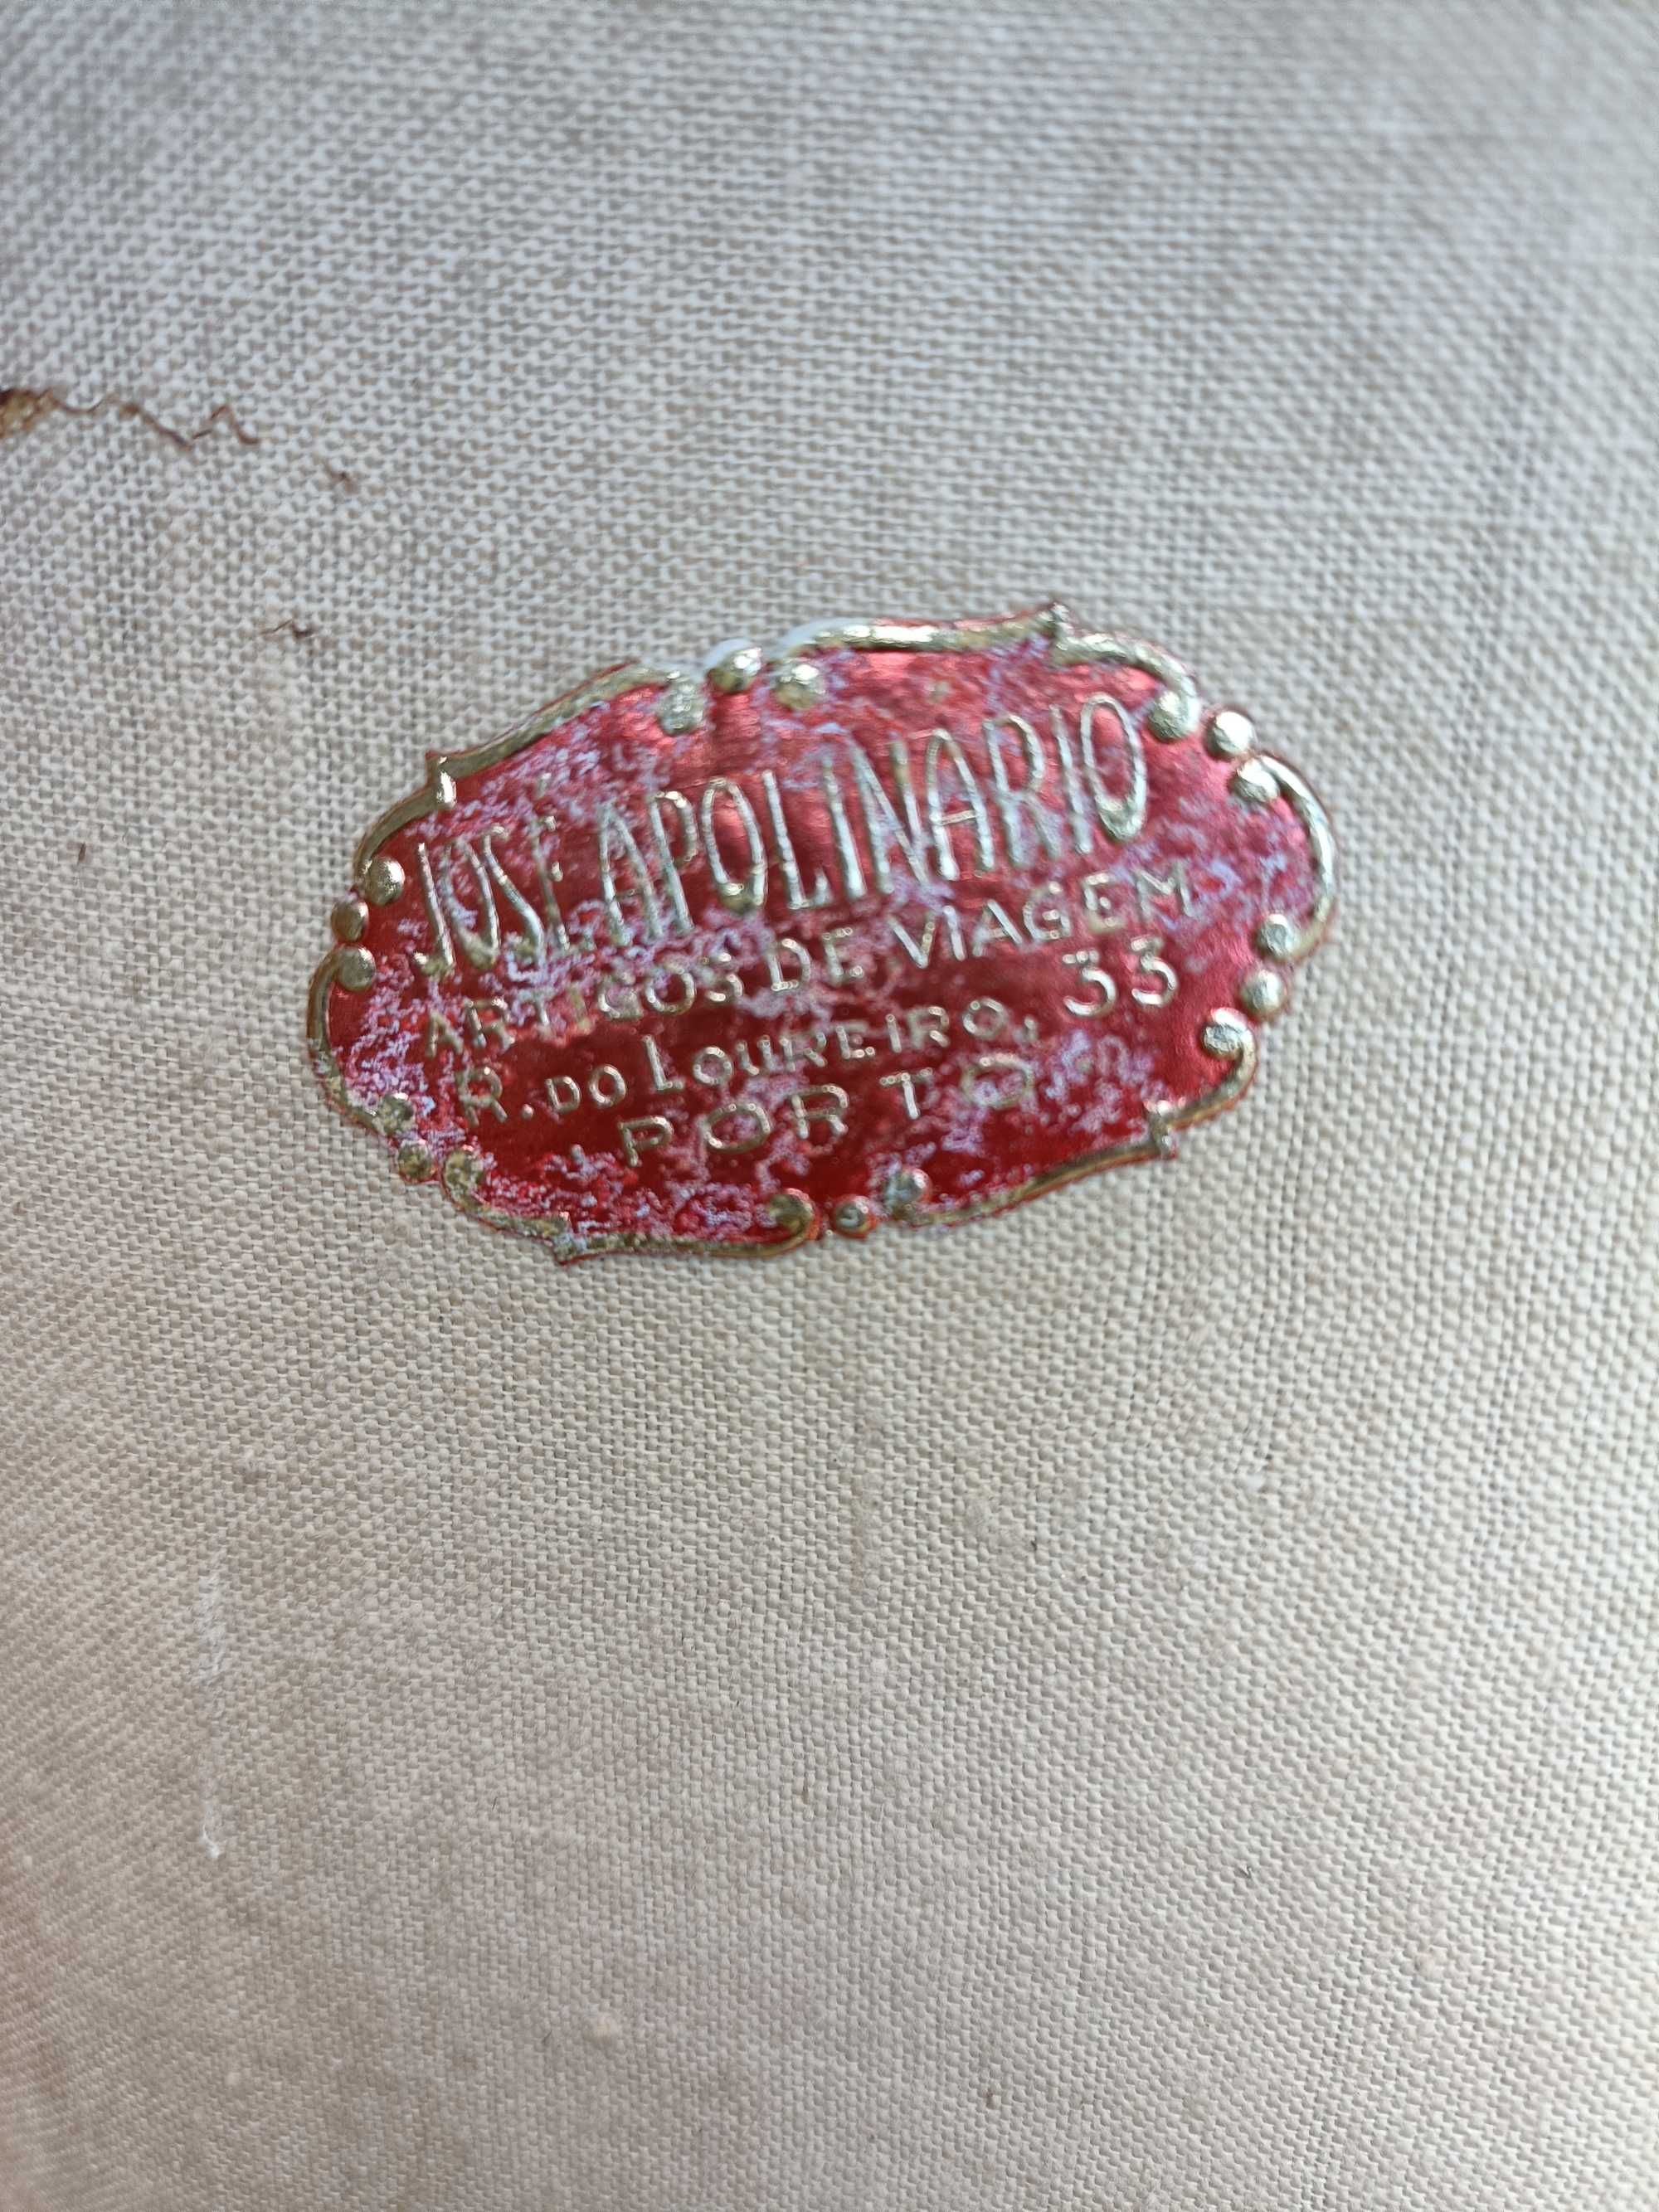 JOSÉ APOLINARIO
ARTIGOS DE VIAGEM
R. DO LOUREIRO, 33
PORTO